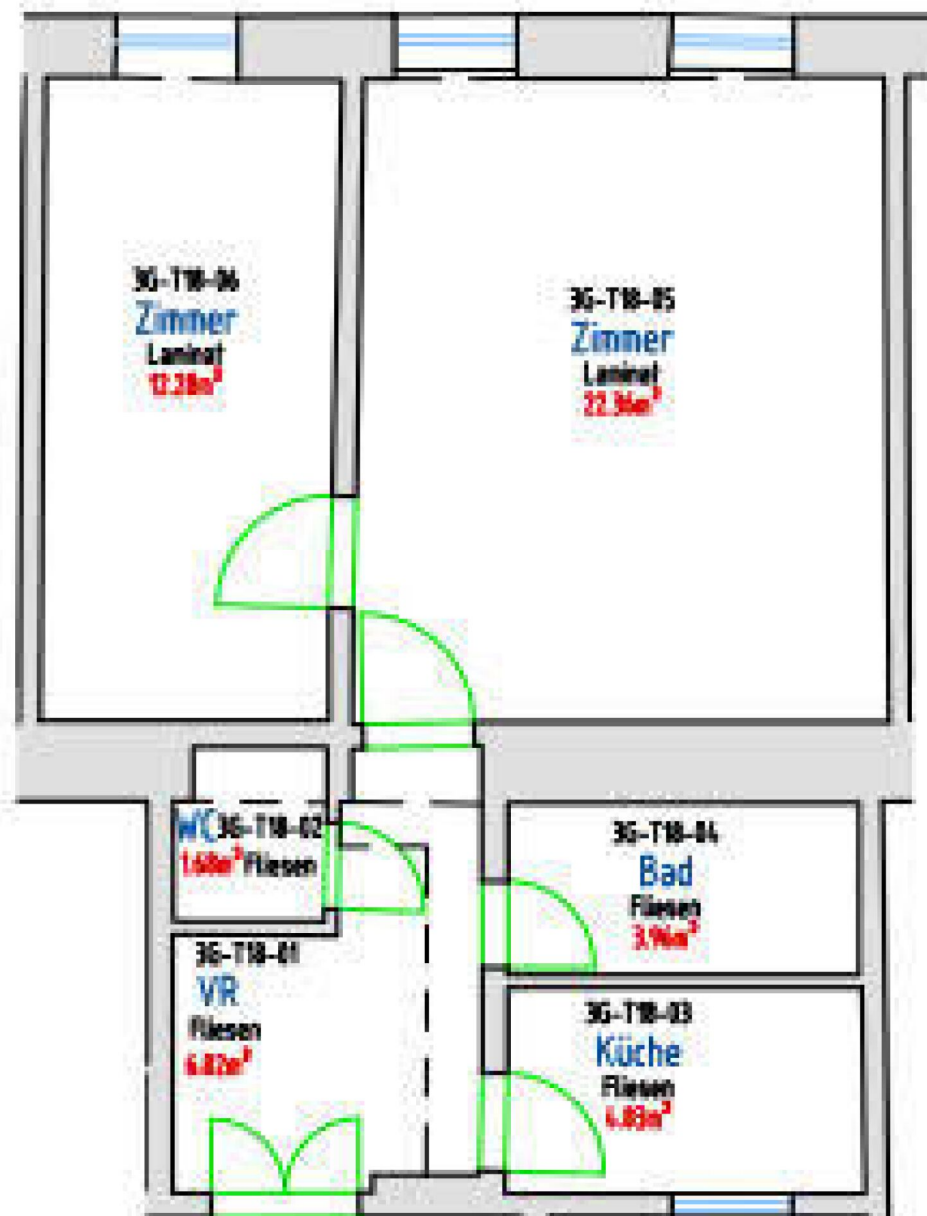 3G-T18-06
Zimmer
Laminat
12.28m²
3G-T18-05
Zimmer
Laminat
22.36m²
WC 3G-T18-02
1.68m² Fliesen
3G-T18-04
Bad
Fliesen
3.96m²
3G-T18-01
VR
Fliesen
6.82m²
3G-T18-03
Küche
Fliesen
4.83m²